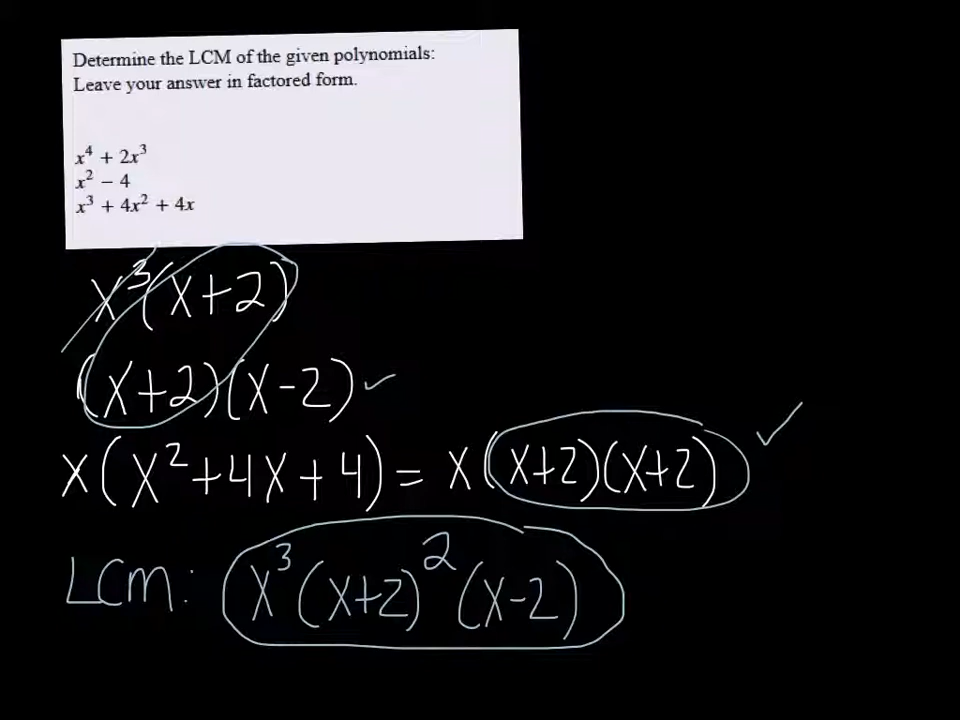 Determine the LCM of the given polynomials:
Leave your answer in factored form.
x⁴ + 2x³
x² − 4
x³ + 4x² + 4x
x³(x+2)
(x+2)(x-2)
x(x²+4x+4) = x(x+2)(x+2)
LCM: x³(x+2)²(x-2)